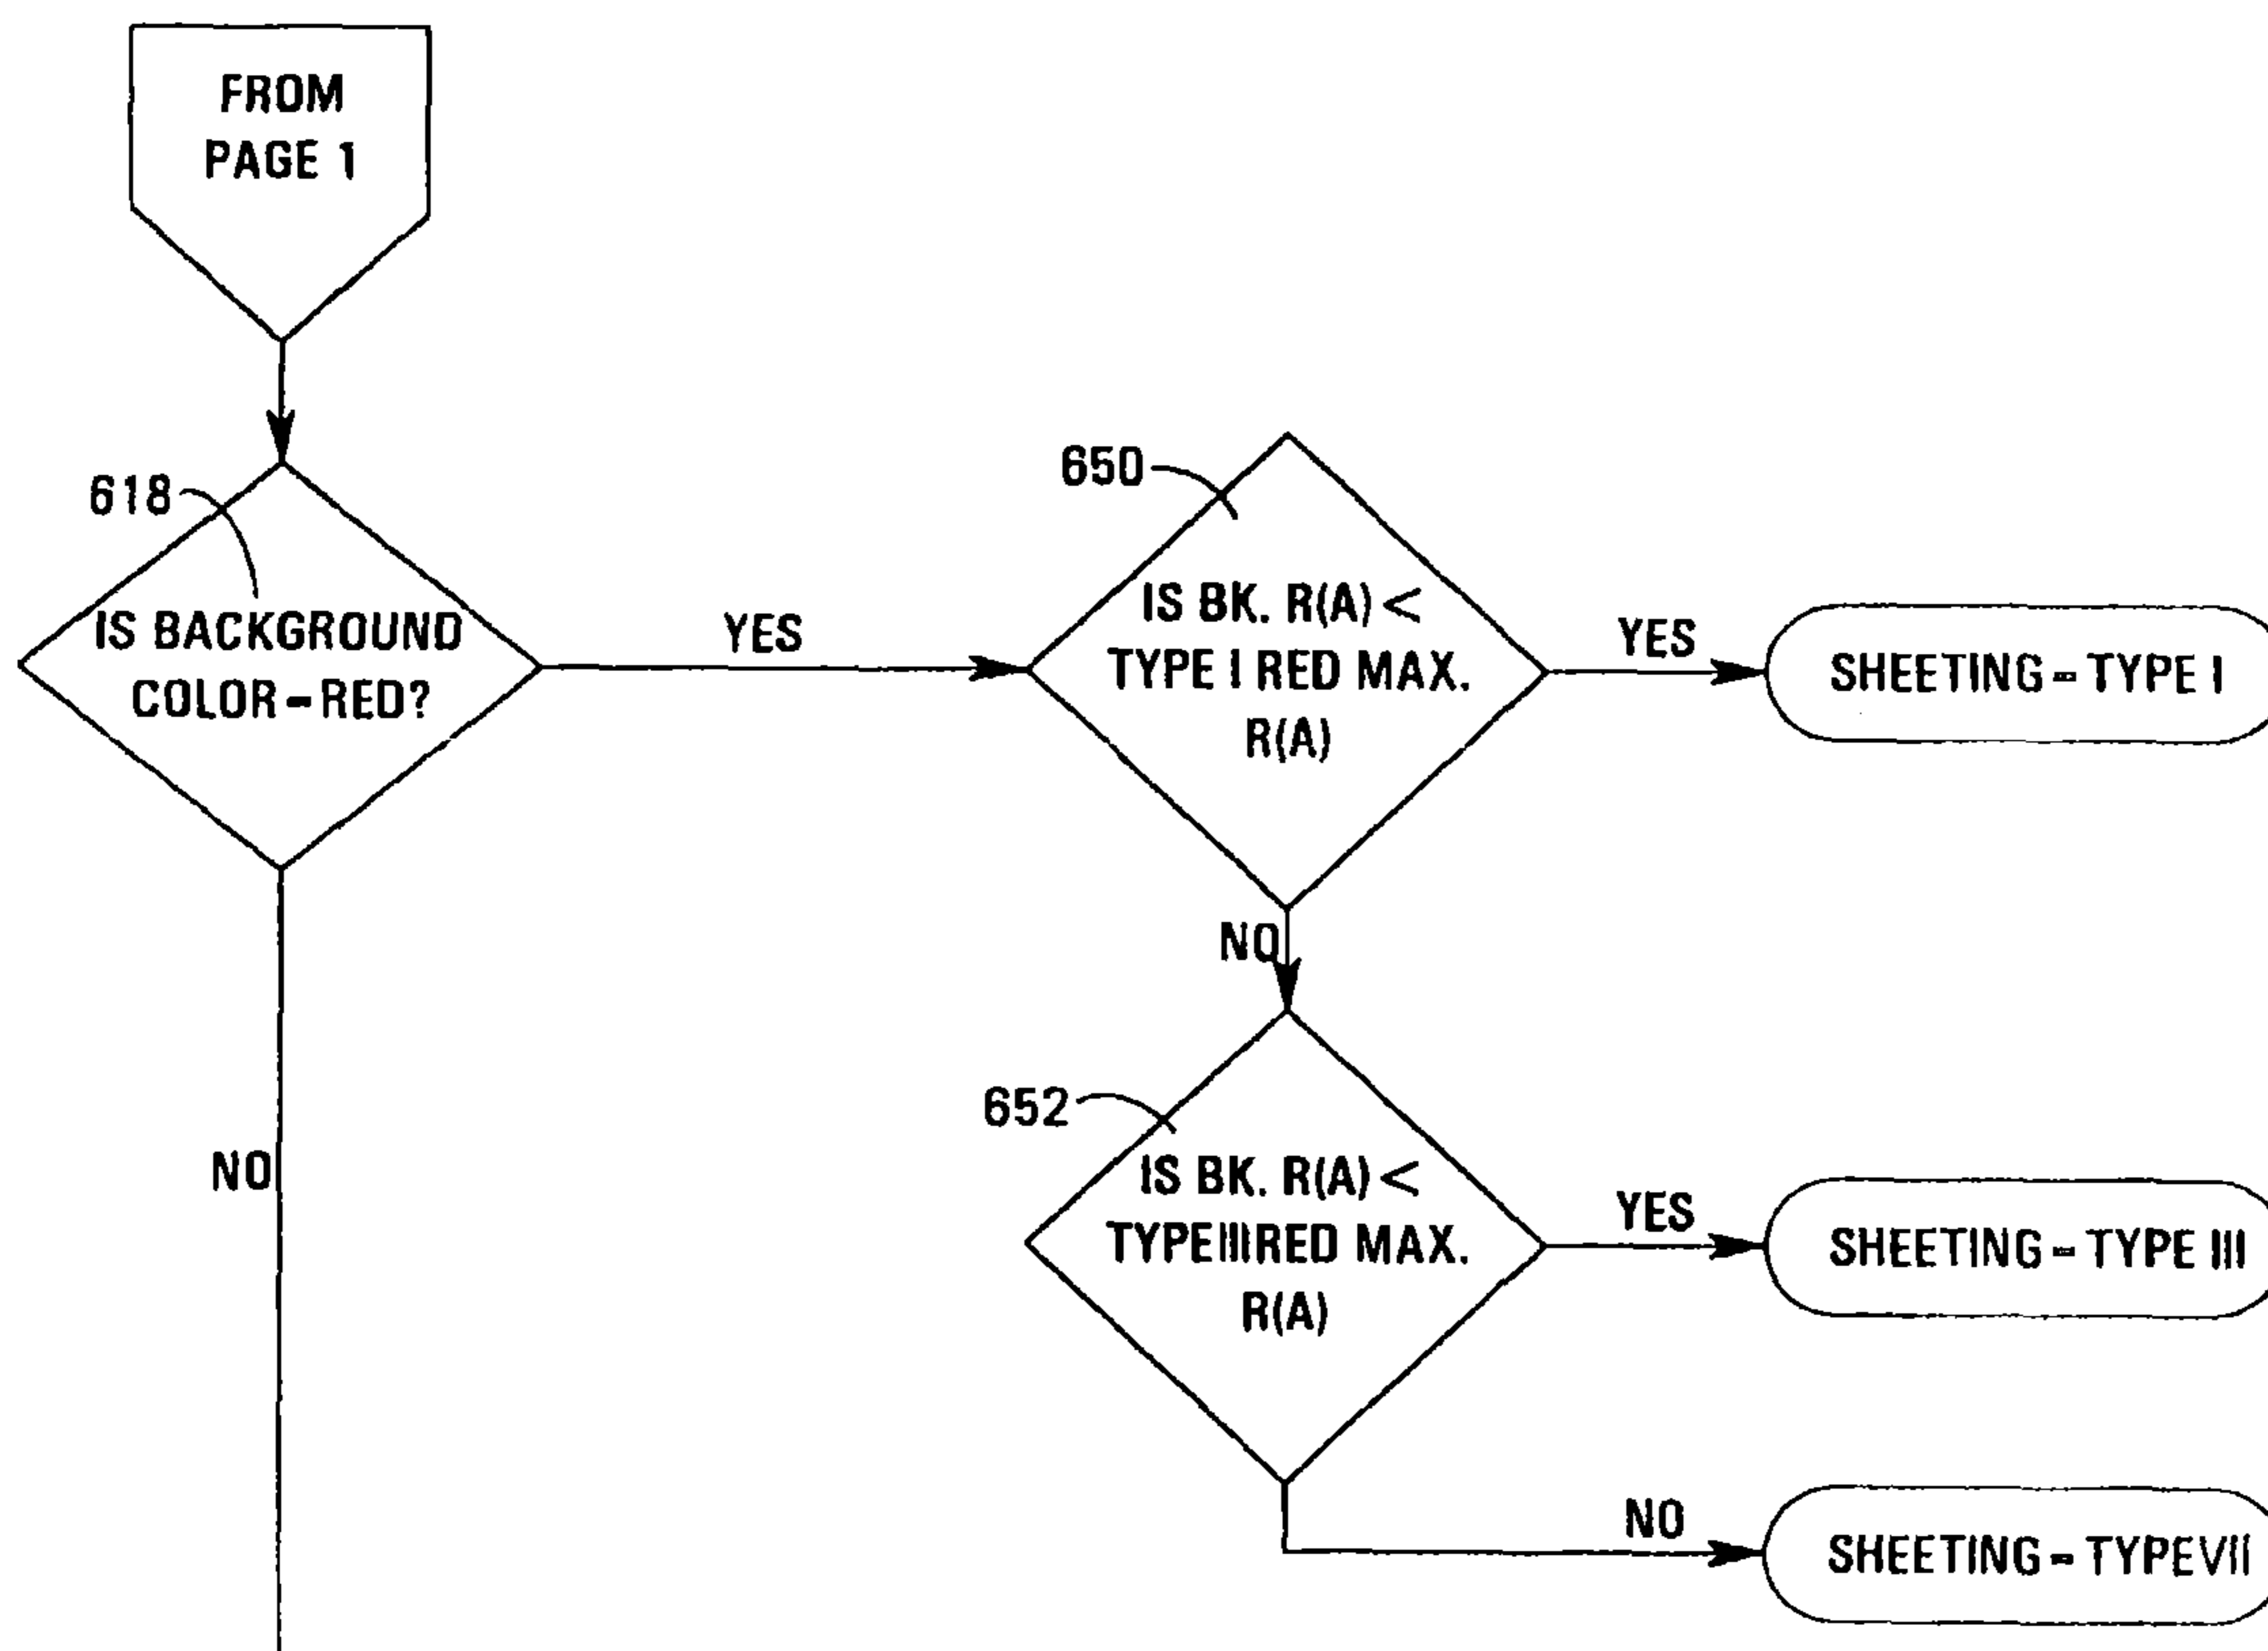 FROM
PAGE 1
618
IS BACKGROUND
COLOR=RED?
YES
650
IS BK. R(A) <
TYPE I RED MAX.
R(A)
YES
SHEETING = TYPE I
NO
NO
652
IS BK. R(A) <
TYPE III RED MAX.
R(A)
YES
SHEETING = TYPE III
NO
SHEETING = TYPE VII